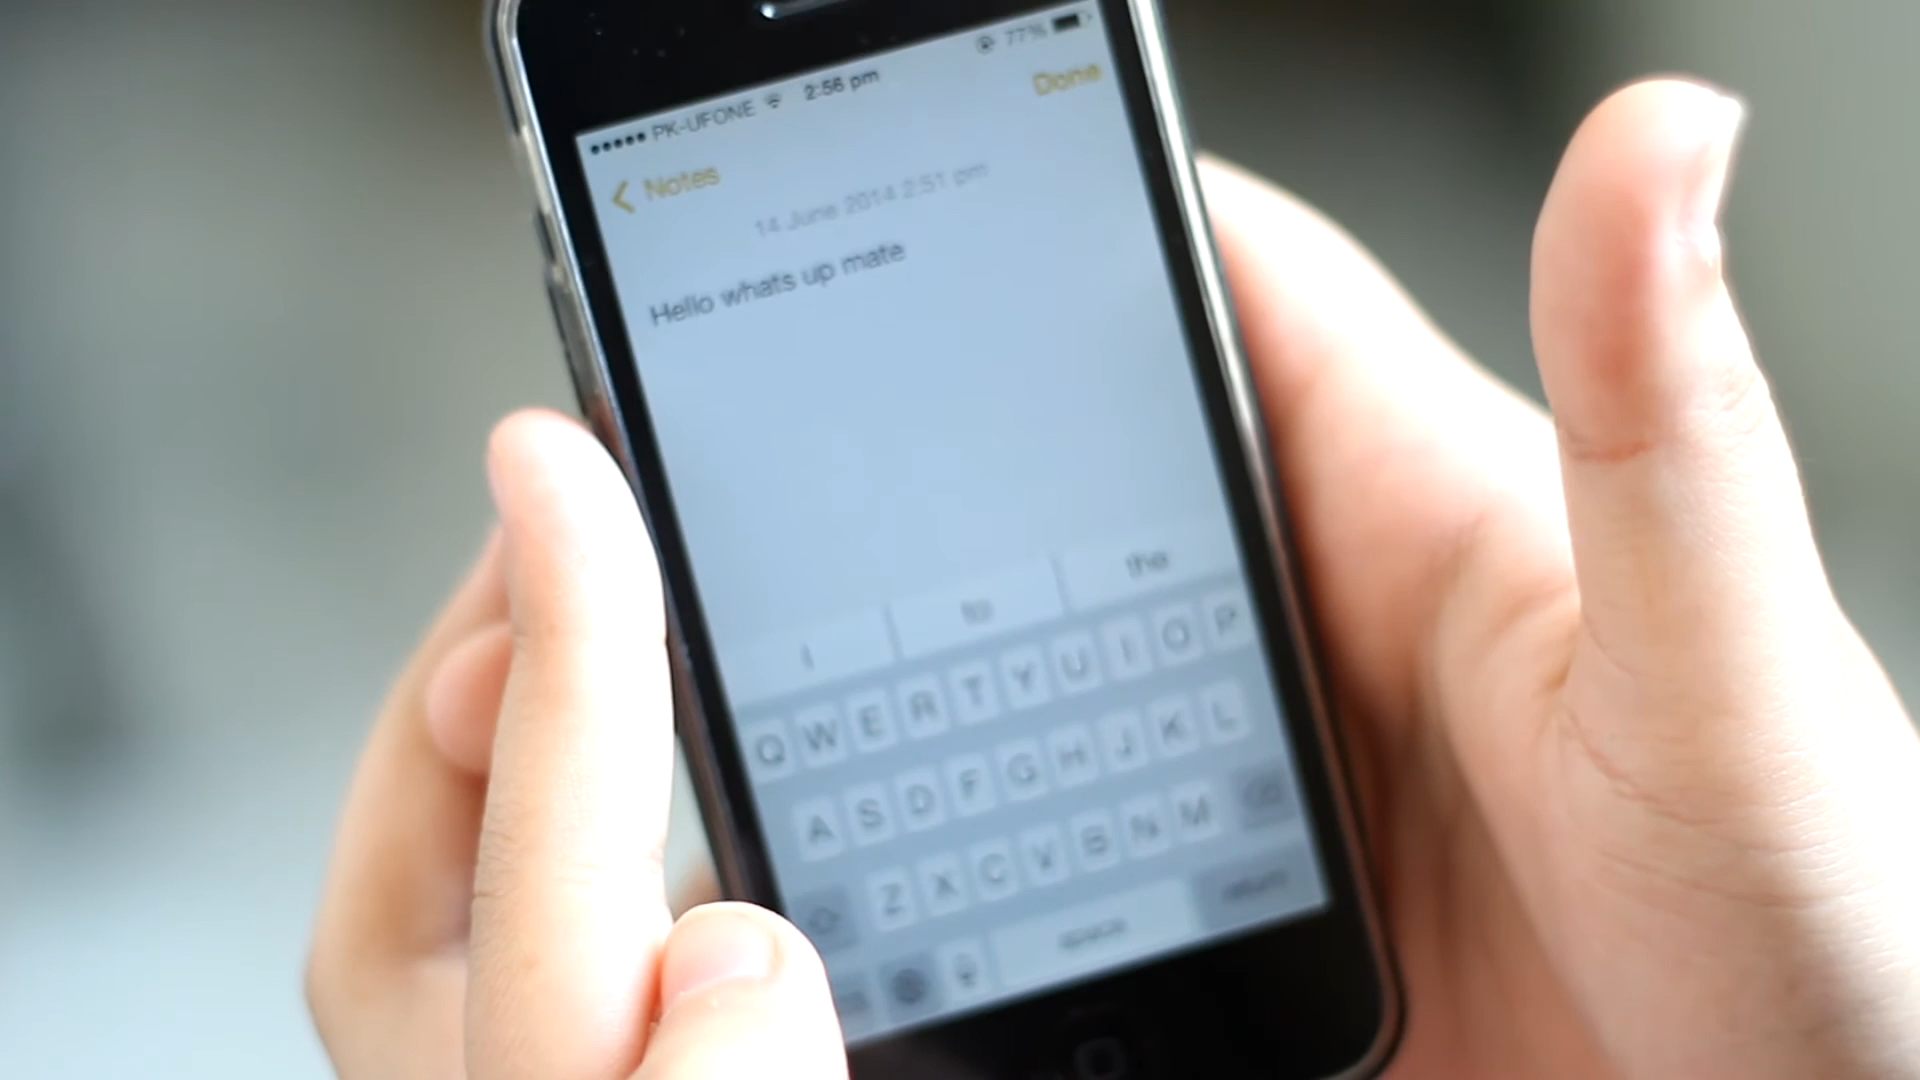 PK-UFONE 2:56 pm 77%
Notes Done
14 June 2014 2:51 pm
Hello whats up mate
I to the
Q W E R T Y U I O P
A S D F G H J K L
Z X C V B N M
space return